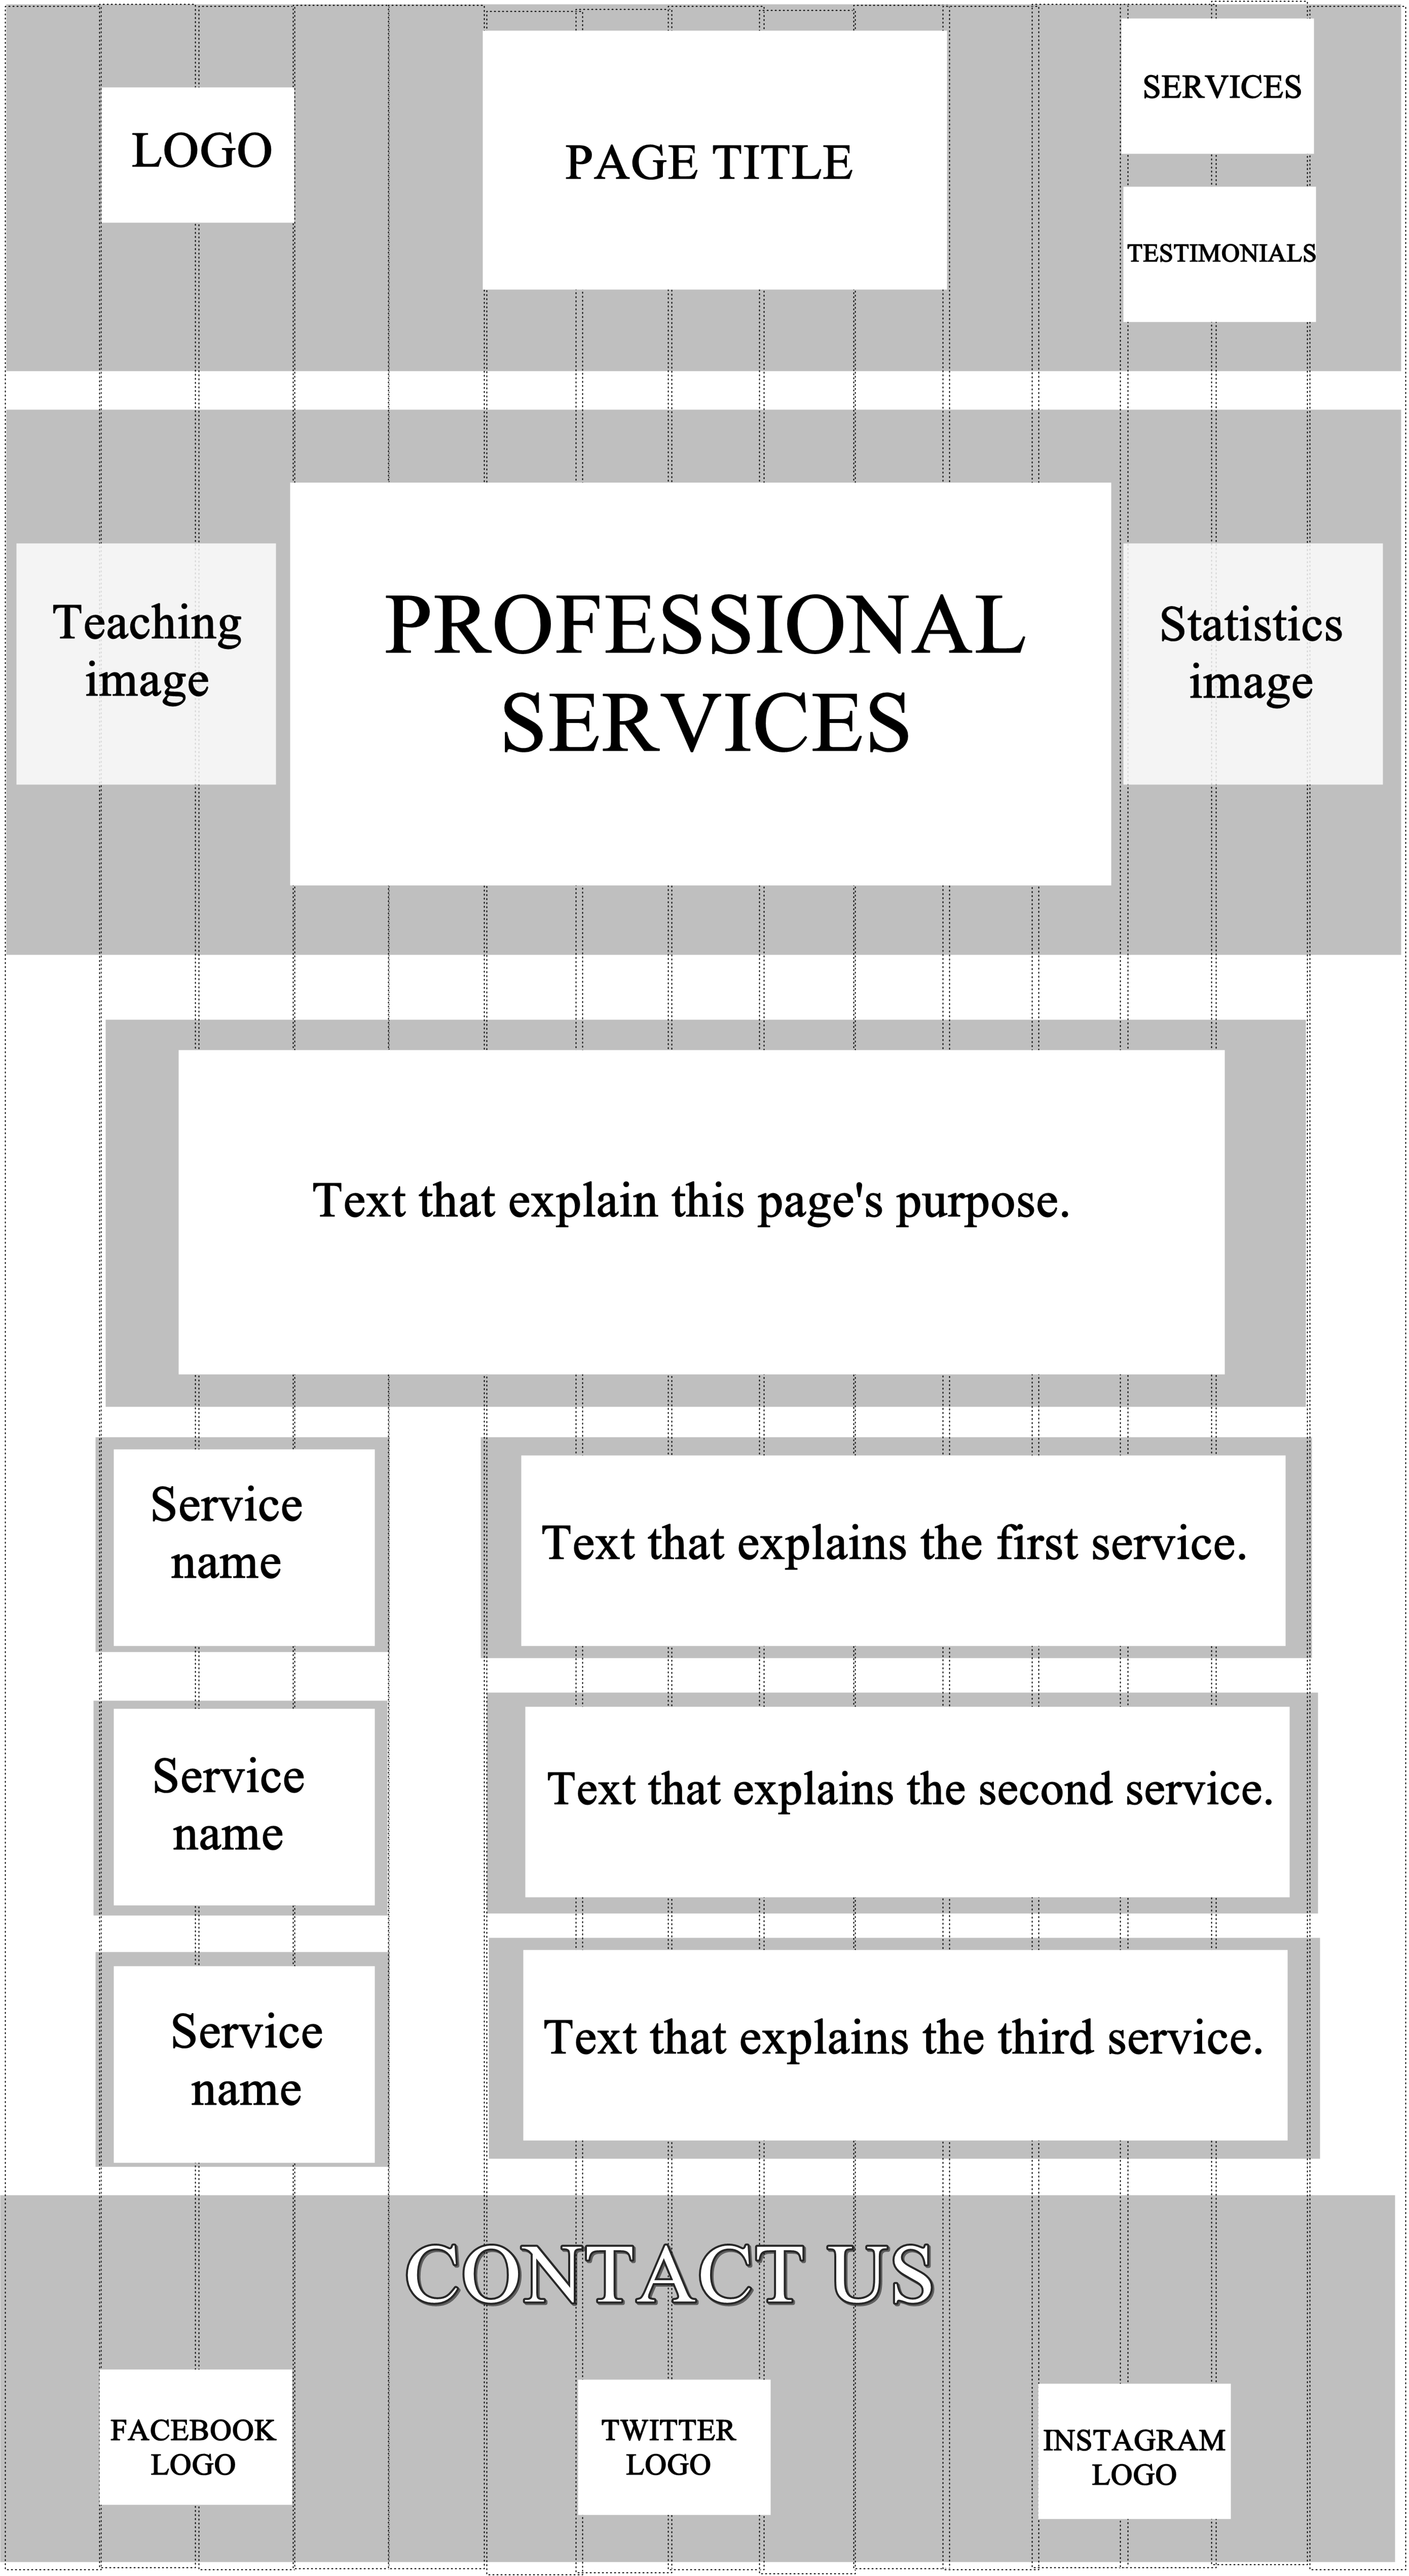 LOGO
PAGE TITLE
SERVICES
TESTIMONIALS
Teaching
image
PROFESSIONAL
SERVICES
Statistics
image
Text that explain this page's purpose.
Service
name
Text that explains the first service.
Service
name
Text that explains the second service.
Service
name
Text that explains the third service.
CONTACT US
FACEBOOK
LOGO
TWITTER
LOGO
INSTAGRAM
LOGO